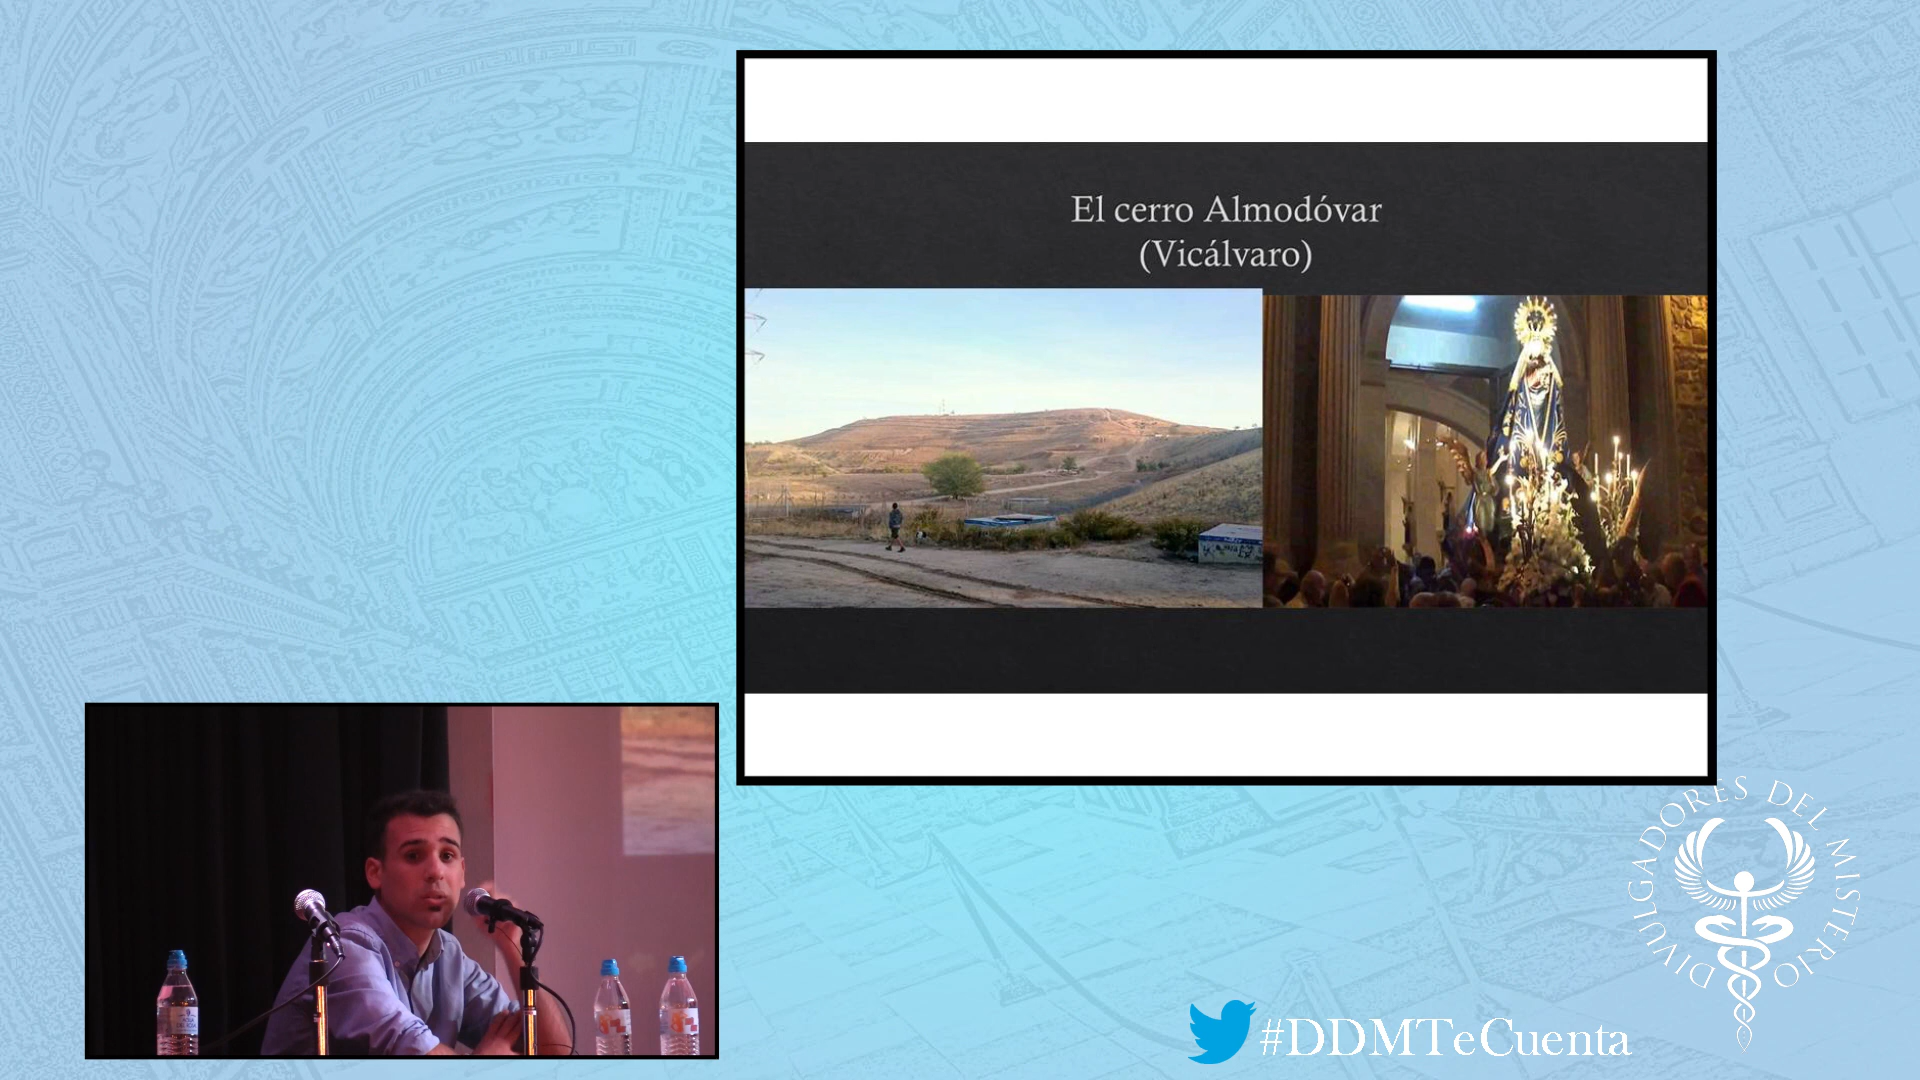 El cerro Almodóvar
(Vicálvaro)
DIVULGADORES DEL MISTERIO
#DDMTeCuenta